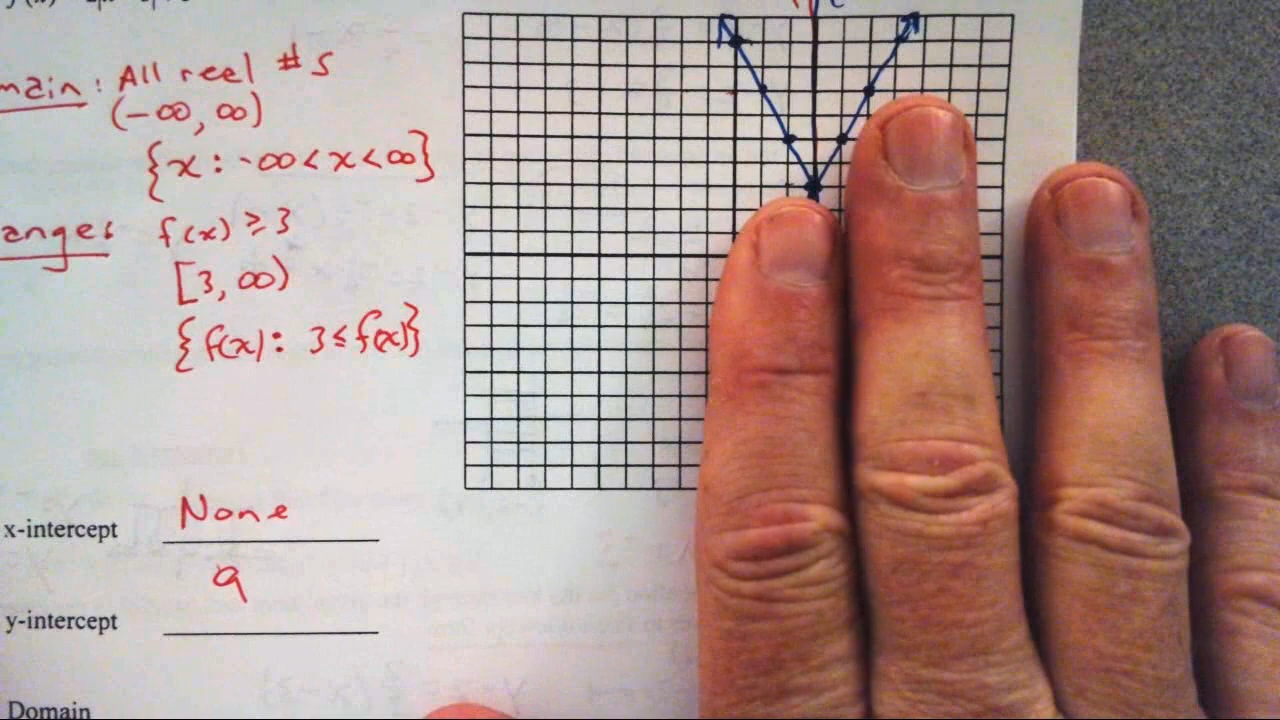 main: All reel #s
(-∞, ∞)
{x: -∞ < x < ∞}
anges f(x) ≥ 3
[3, ∞)
{f(x): 3 ≤ f(x)}
x-intercept None
y-intercept 9
Domain